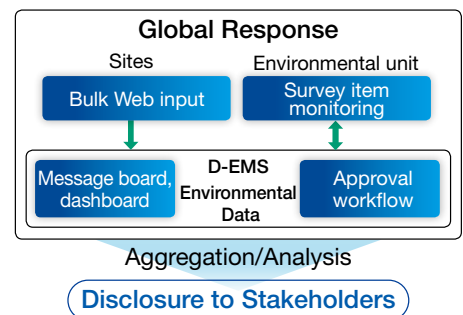 Global Response
Sites
Environmental unit
Bulk Web input
Survey item
monitoring
Message board,
dashboard
D-EMS
Environmental
Data
Approval
workflow
Aggregation/Analysis
Disclosure to Stakeholders